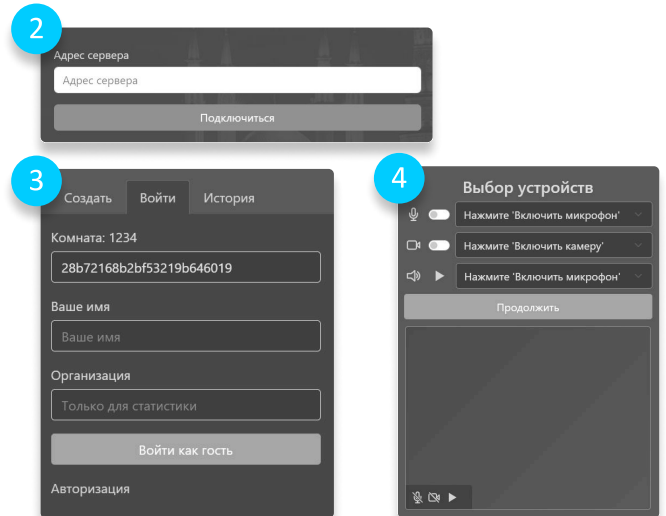 2
Адрес сервера
Адрес сервера
Подключиться
3
Создать Войти История
Комната: 1234
28b72168b2bf53219b646019
Ваше имя
Ваше имя
Организация
Только для статистики
Войти как гость
Авторизация
4
Выбор устройств
Нажмите 'Включить микрофон'
Нажмите 'Включить камеру'
Нажмите 'Включить микрофон'
Продолжить